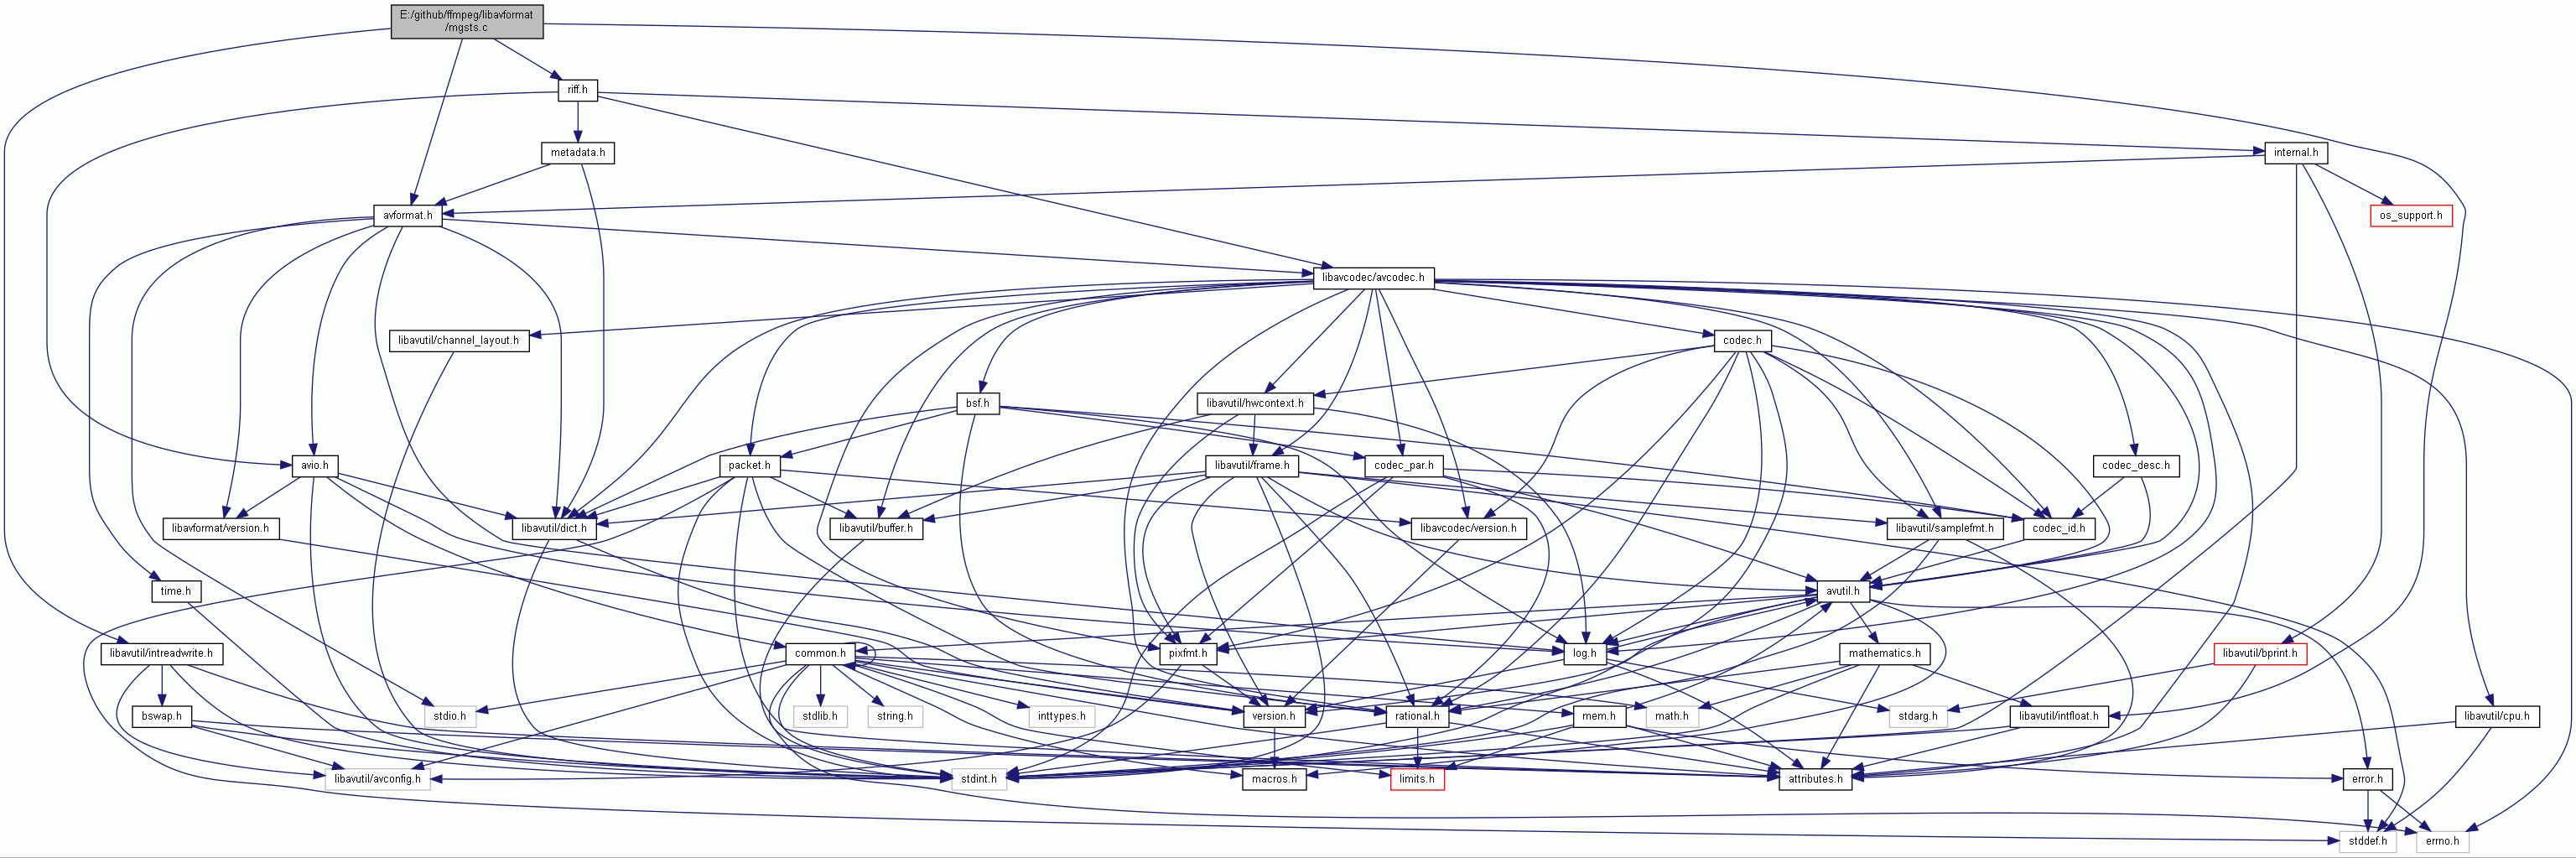 E:/github/ffmpeg/libavformat
/mgsts.c
riff.h
metadata.h
internal.h
avformat.h
os_support.h
libavcodec/avcodec.h
libavutil/channel_layout.h
codec.h
bsf.h
libavutil/hwcontext.h
avio.h
packet.h
libavutil/frame.h
codec_par.h
codec_desc.h
libavformat/version.h
libavutil/dict.h
libavutil/buffer.h
libavcodec/version.h
libavutil/samplefmt.h
codec_id.h
time.h
avutil.h
libavutil/intreadwrite.h
common.h
pixfmt.h
log.h
mathematics.h
libavutil/bprint.h
bswap.h
stdio.h
stdlib.h
string.h
inttypes.h
version.h
rational.h
mem.h
math.h
stdarg.h
libavutil/intfloat.h
libavutil/cpu.h
libavutil/avconfig.h
stdint.h
macros.h
limits.h
attributes.h
error.h
stddef.h
errno.h